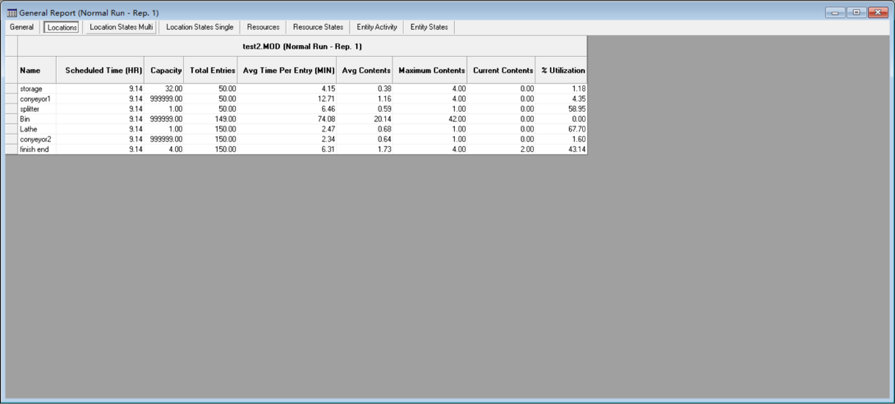 General Report (Normal Run - Rep. 1)
General Locations Location States Multi Location States Single Resources Resource States Entity Activity Entity States
test2.MOD (Normal Run - Rep. 1)
Name Scheduled Time (HR) Capacity Total Entries Avg Time Per Entry (MIN) Avg Contents Maximum Contents Current Contents % Utilization
storage 9.14 32.00 50.00 4.15 0.38 4.00 0.00 1.18
conyeyor1 9.14 999999.00 50.00 12.71 1.16 4.00 0.00 4.35
splitter 9.14 1.00 50.00 6.46 0.59 1.00 0.00 58.95
Bin 9.14 999999.00 149.00 74.08 20.14 42.00 0.00 0.00
Lathe 9.14 1.00 150.00 2.47 0.68 1.00 0.00 67.70
conyeyor2 9.14 999999.00 150.00 2.34 0.64 1.00 0.00 1.60
finish end 9.14 4.00 150.00 6.31 1.73 4.00 2.00 43.14